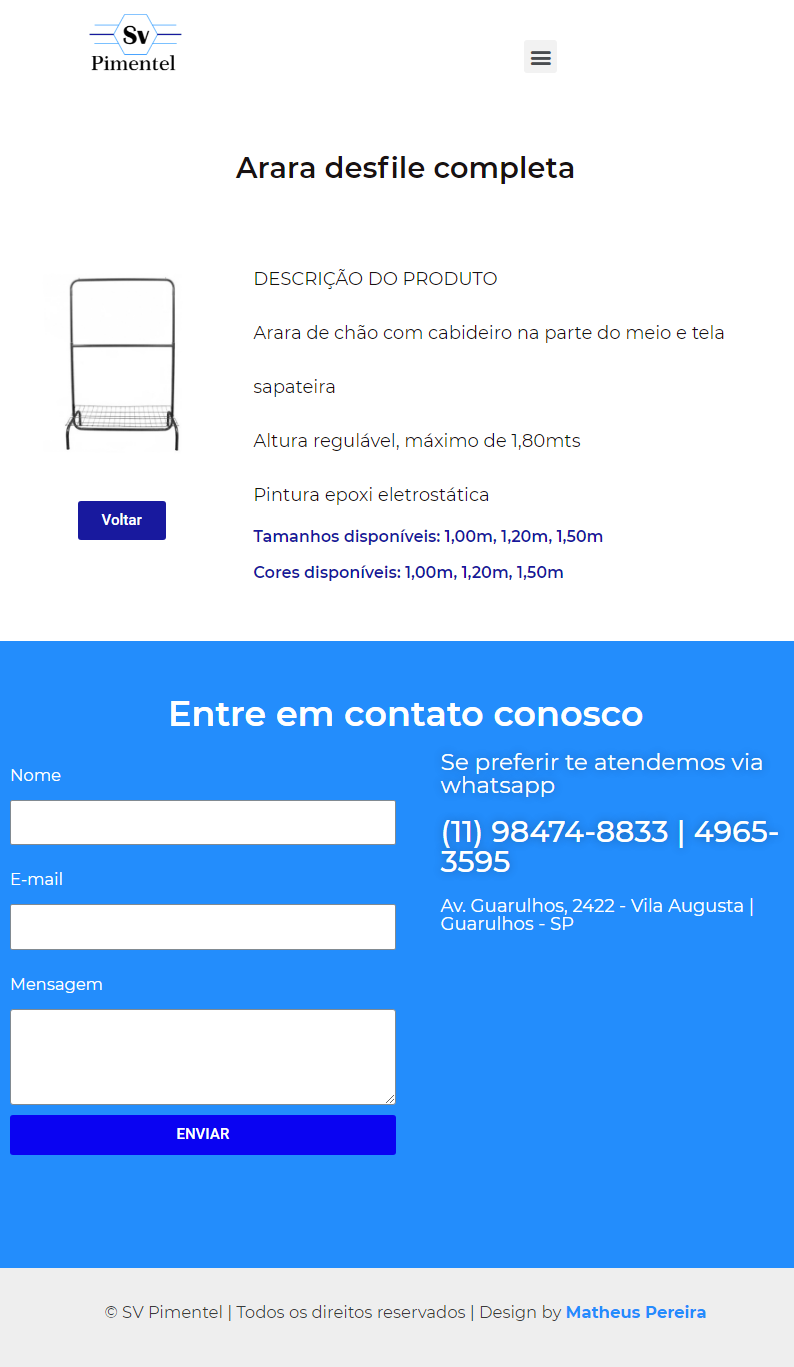 Sv
Pimentel
Arara desfile completa
DESCRIÇÃO DO PRODUTO
Arara de chão com cabideiro na parte do meio e tela
sapateira
Altura regulável, máximo de 1,80mts
Pintura epoxi eletrostática
Voltar
Tamanhos disponíveis: 1,00m, 1,20m, 1,50m
Cores disponíveis: 1,00m, 1,20m, 1,50m
Entre em contato conosco
Nome
E-mail
Mensagem
ENVIAR
Se preferir te atendemos via
whatsapp
(11) 98474-8833 | 4965-
3595
Av. Guarulhos, 2422 - Vila Augusta |
Guarulhos - SP
© SV Pimentel | Todos os direitos reservados | Design by Matheus Pereira